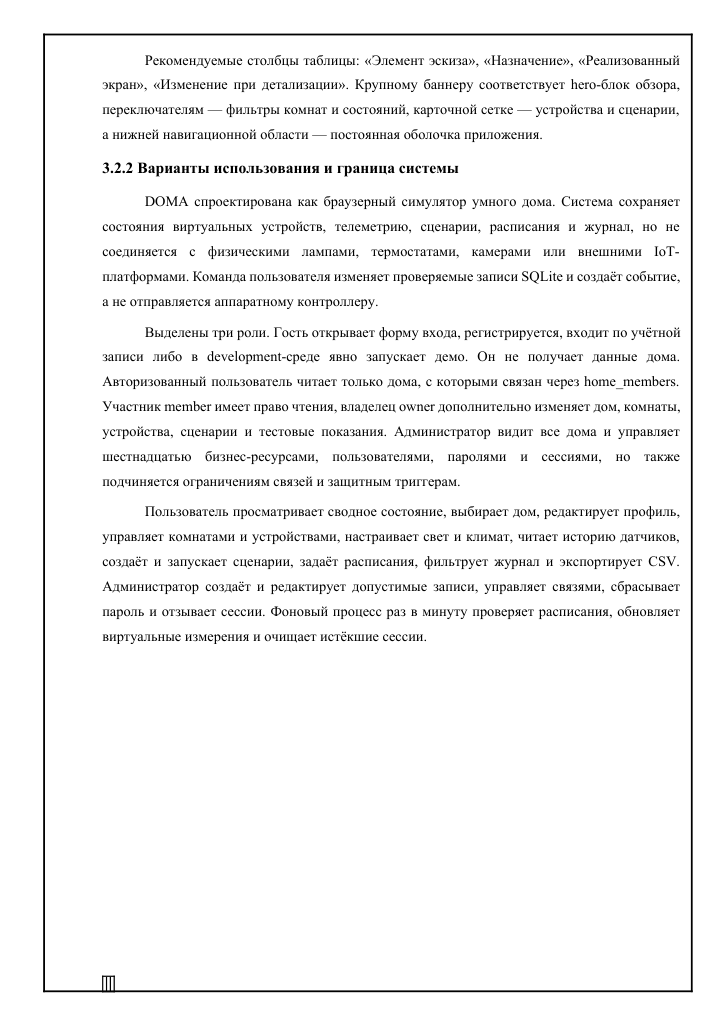 Рекомендуемые столбцы таблицы: «Элемент эскиза», «Назначение», «Реализованный
экран», «Изменение при детализации». Крупному баннеру соответствует hero-блок обзора,
переключателям — фильтры комнат и состояний, карточной сетке — устройства и сценарии,
а нижней навигационной области — постоянная оболочка приложения.
3.2.2 Варианты использования и граница системы
DOMA спроектирована как браузерный симулятор умного дома. Система сохраняет
состояния виртуальных устройств, телеметрию, сценарии, расписания и журнал, но не
соединяется с физическими лампами, термостатами, камерами или внешними IoT-
платформами. Команда пользователя изменяет проверяемые записи SQLite и создаёт событие,
а не отправляется аппаратному контроллеру.
Выделены три роли. Гость открывает форму входа, регистрируется, входит по учётной
записи либо в development-среде явно запускает демо. Он не получает данные дома.
Авторизованный пользователь читает только дома, с которыми связан через home_members.
Участник member имеет право чтения, владелец owner дополнительно изменяет дом, комнаты,
устройства, сценарии и тестовые показания. Администратор видит все дома и управляет
шестнадцатью бизнес-ресурсами, пользователями, паролями и сессиями, но также
подчиняется ограничениям связей и защитным триггерам.
Пользователь просматривает сводное состояние, выбирает дом, редактирует профиль,
управляет комнатами и устройствами, настраивает свет и климат, читает историю датчиков,
создаёт и запускает сценарии, задаёт расписания, фильтрует журнал и экспортирует CSV.
Администратор создаёт и редактирует допустимые записи, управляет связями, сбрасывает
пароль и отзывает сессии. Фоновый процесс раз в минуту проверяет расписания, обновляет
виртуальные измерения и очищает истёкшие сессии.